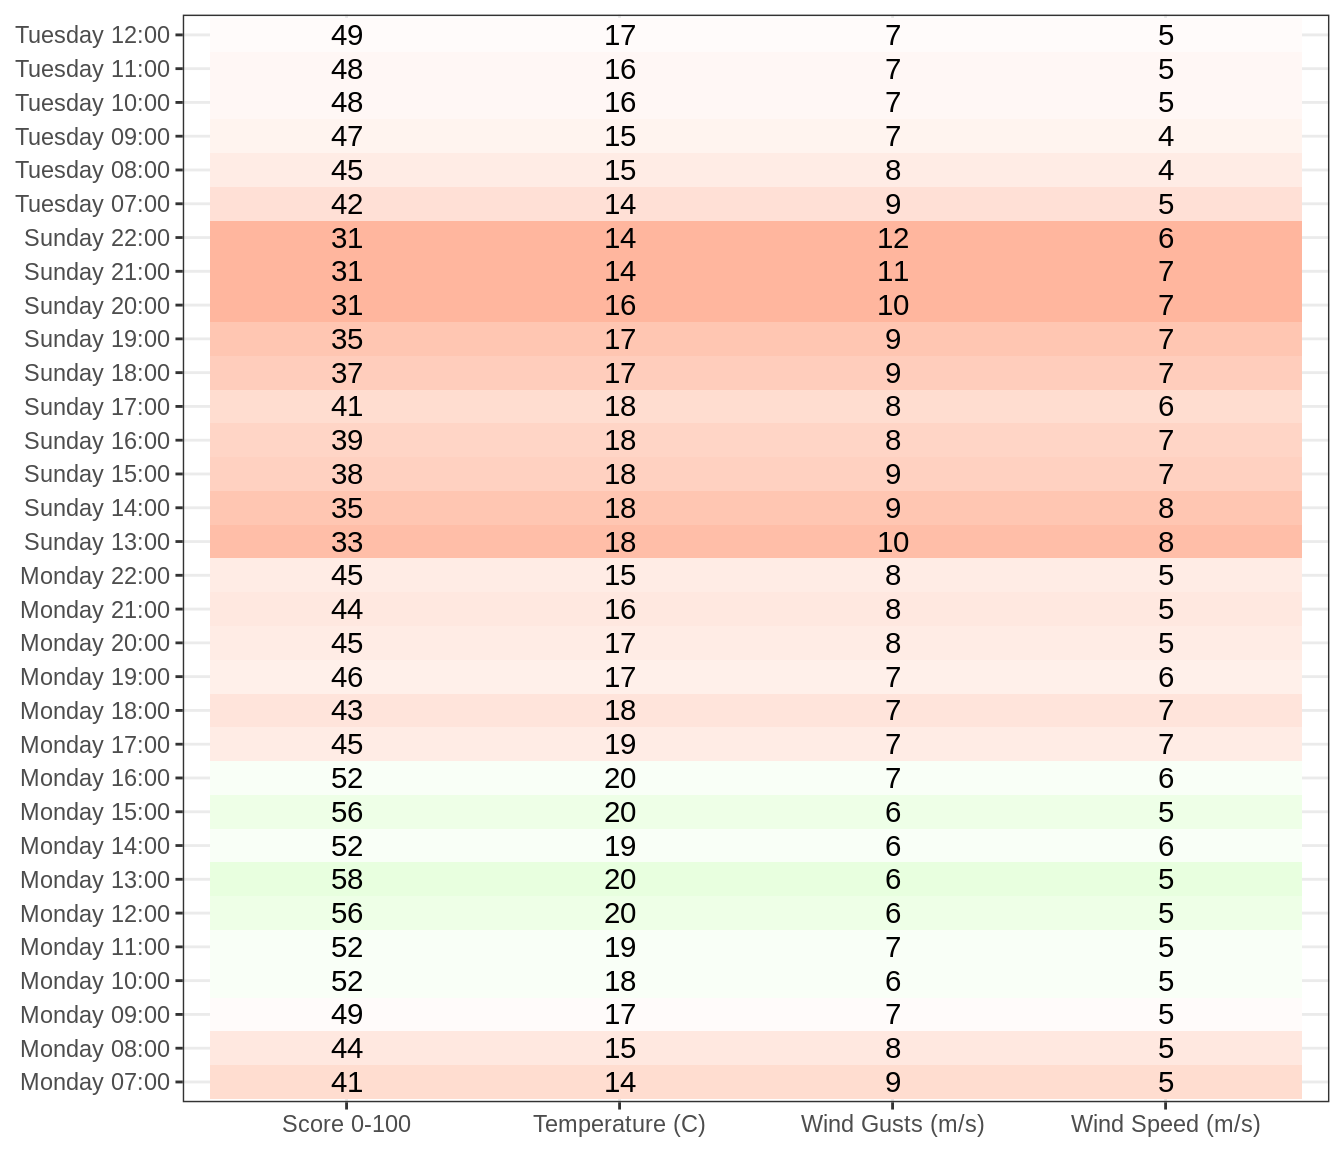 Tuesday 12:00 49 17 7 5
Tuesday 11:00 48 16 7 5
Tuesday 10:00 48 16 7 5
Tuesday 09:00 47 15 7 4
Tuesday 08:00 45 15 8 4
Tuesday 07:00 42 14 9 5
Sunday 22:00 31 14 12 6
Sunday 21:00 31 14 11 7
Sunday 20:00 31 16 10 7
Sunday 19:00 35 17 9 7
Sunday 18:00 37 17 9 7
Sunday 17:00 41 18 8 6
Sunday 16:00 39 18 8 7
Sunday 15:00 38 18 9 7
Sunday 14:00 35 18 9 8
Sunday 13:00 33 18 10 8
Monday 22:00 45 15 8 5
Monday 21:00 44 16 8 5
Monday 20:00 45 17 8 5
Monday 19:00 46 17 7 6
Monday 18:00 43 18 7 7
Monday 17:00 45 19 7 7
Monday 16:00 52 20 7 6
Monday 15:00 56 20 6 5
Monday 14:00 52 19 6 6
Monday 13:00 58 20 6 5
Monday 12:00 56 20 6 5
Monday 11:00 52 19 7 5
Monday 10:00 52 18 6 5
Monday 09:00 49 17 7 5
Monday 08:00 44 15 8 5
Monday 07:00 41 14 9 5
Score 0-100 Temperature (C) Wind Gusts (m/s) Wind Speed (m/s)